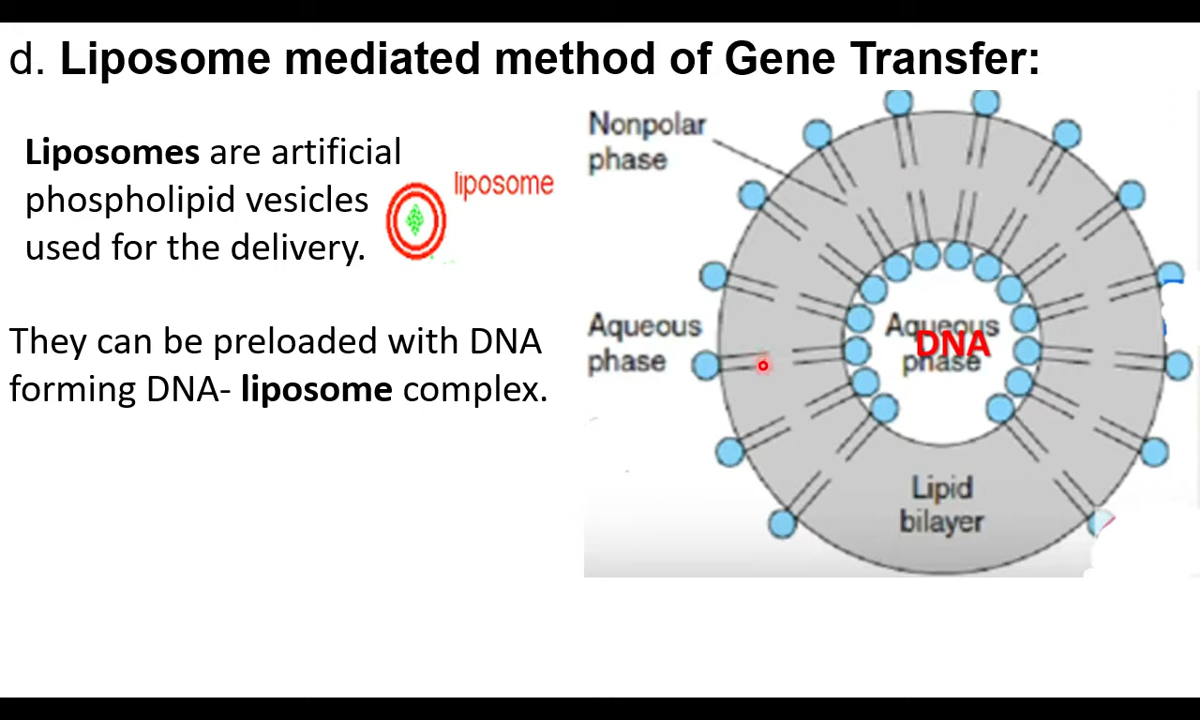 d. Liposome mediated method of Gene Transfer:
Liposomes are artificial
phospholipid vesicles
used for the delivery.
liposome
They can be preloaded with DNA
forming DNA- liposome complex.
Nonpolar
phase
Aqueous
phase
Aqueous
phase
DNA
Lipid
bilayer